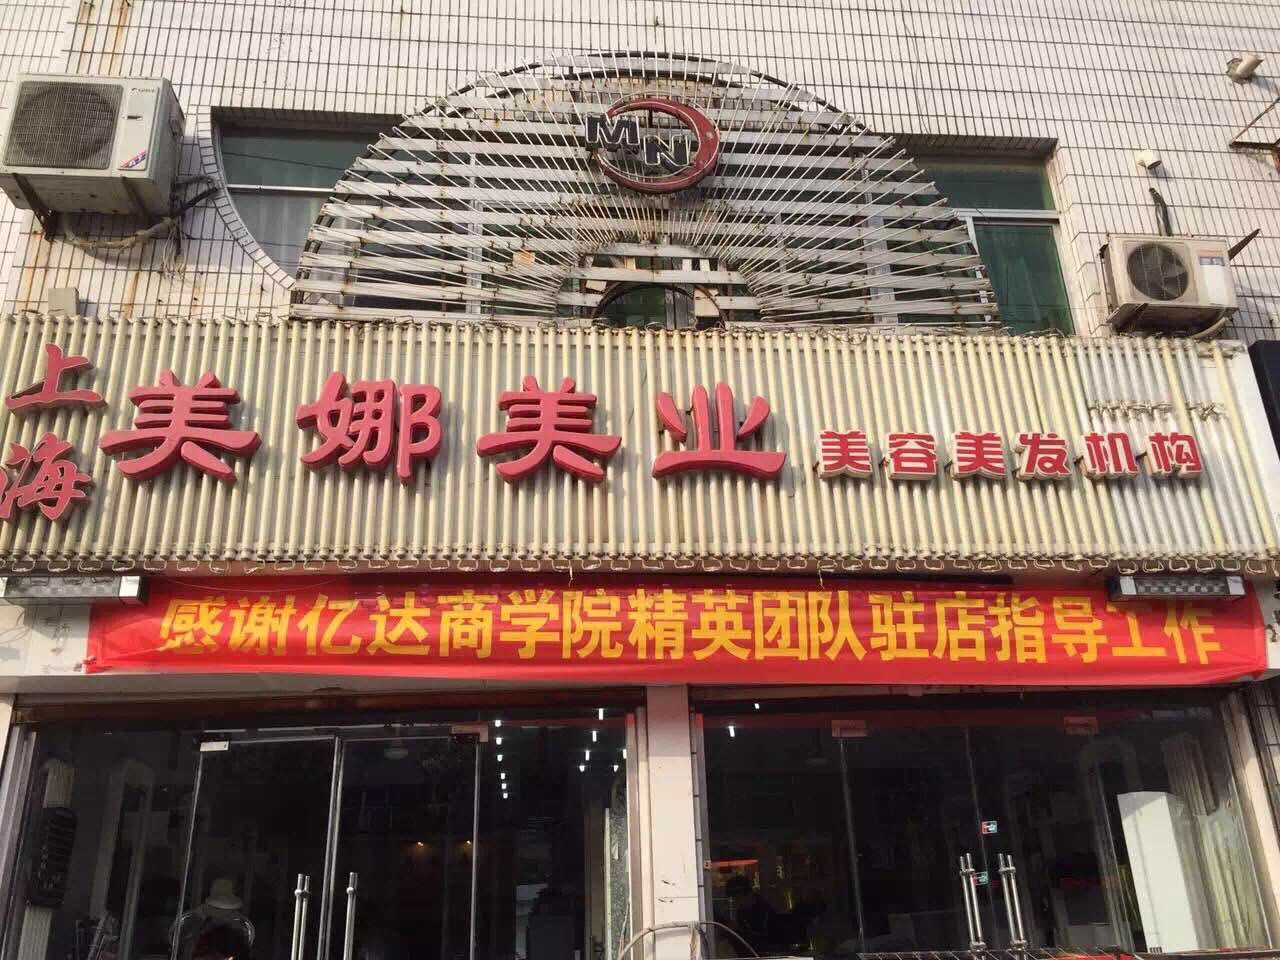 MN
上海
美娜美业 美容美发机构
感谢亿达商学院精英团队驻店指导工作